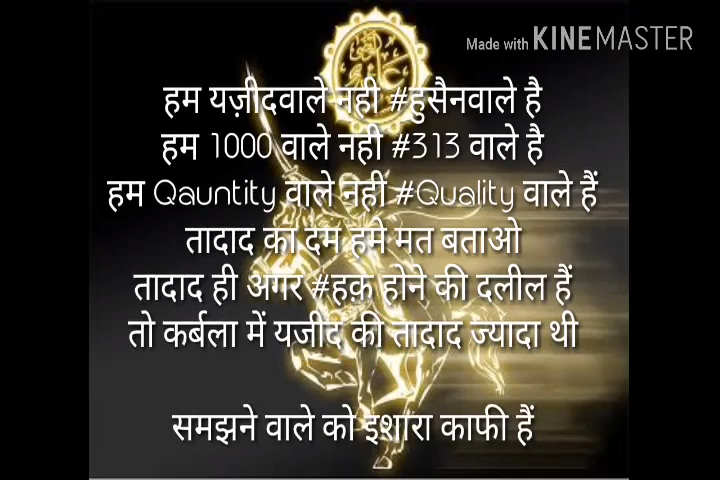 Made with KINEMASTER
हम यज़ीदवाले नही #हुसैनवाले है
हम 1000 वाले नही #313 वाले है
हम Qauntity वाले नहीं #Quality वाले हैं
तादाद का दम हमे मत बताओ
तादाद ही अगर #हक़ होने की दलील हैं
तो कर्बला में यजीद की तादाद ज्यादा थी
समझने वाले को इशारा काफी हैं